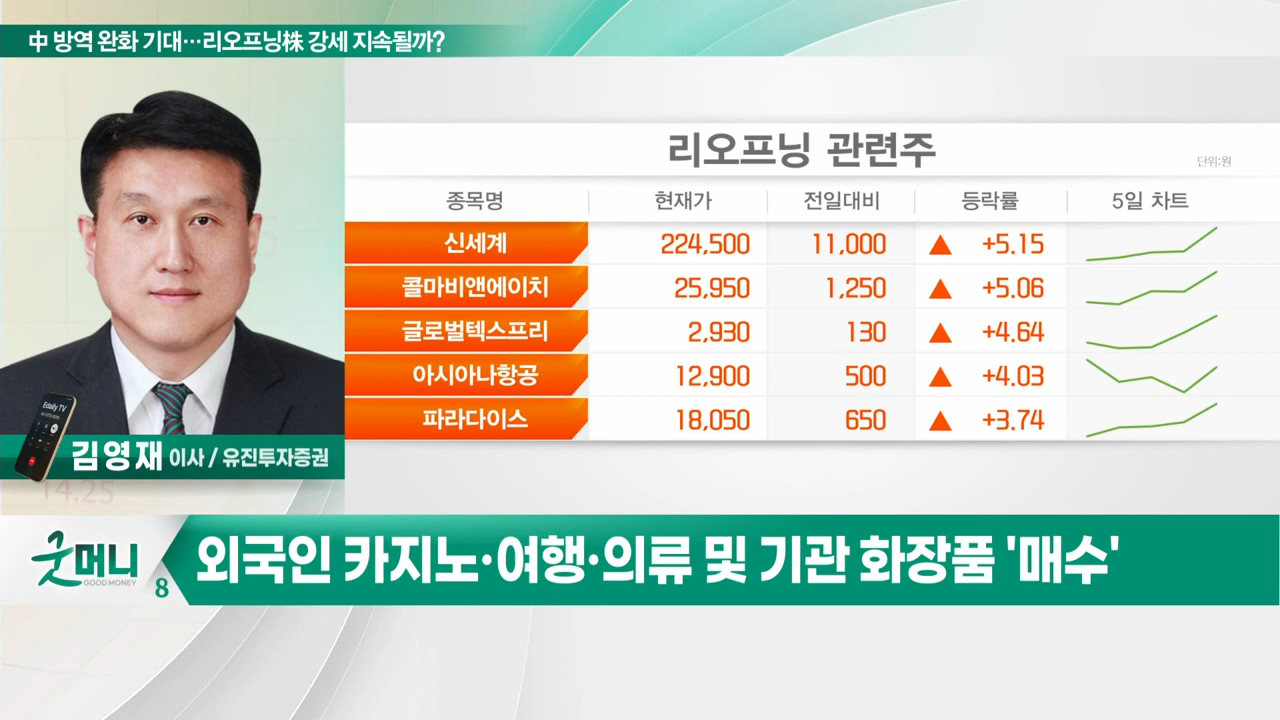 中 방역 완화 기대…리오프닝株 강세 지속될까?
리오프닝 관련주
단위:원
종목명 현재가 전일대비 등락률 5일 차트
신세계 224,500 11,000 ▲ +5.15
콜마비앤에이치 25,950 1,250 ▲ +5.06
글로벌텍스프리 2,930 130 ▲ +4.64
아시아나항공 12,900 500 ▲ +4.03
파라다이스 18,050 650 ▲ +3.74
Edaily TV
김영재 이사 / 유진투자증권
14.25
굿머니
GOOD MONEY
8
외국인 카지노·여행·의류 및 기관 화장품 '매수'